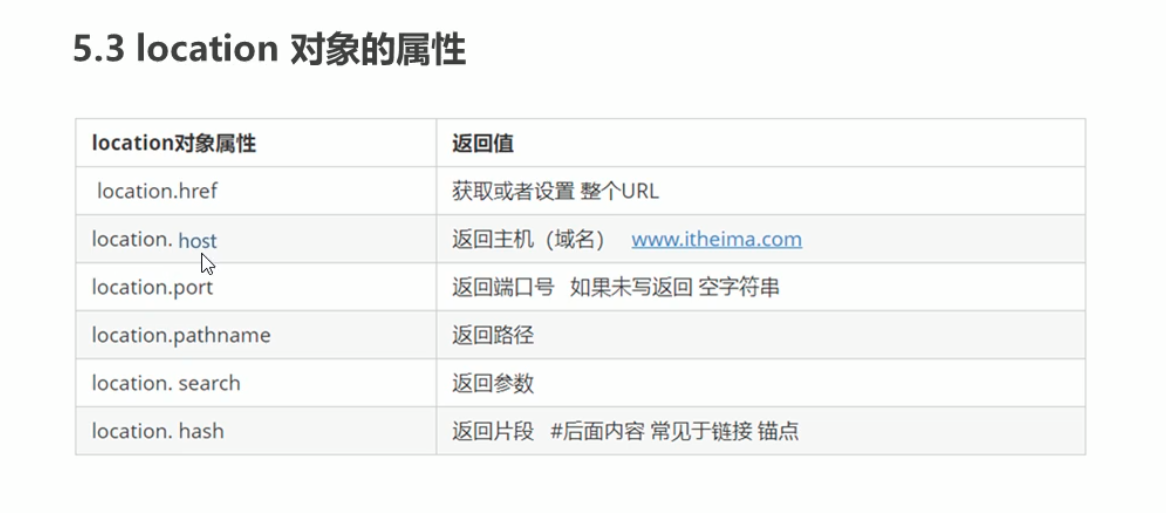 5.3 location 对象的属性
location对象属性 返回值
location.href 获取或者设置 整个URL
location. host 返回主机（域名） www.itheima.com
location.port 返回端口号 如果未写返回 空字符串
location.pathname 返回路径
location. search 返回参数
location. hash 返回片段 #后面内容 常见于链接 锚点